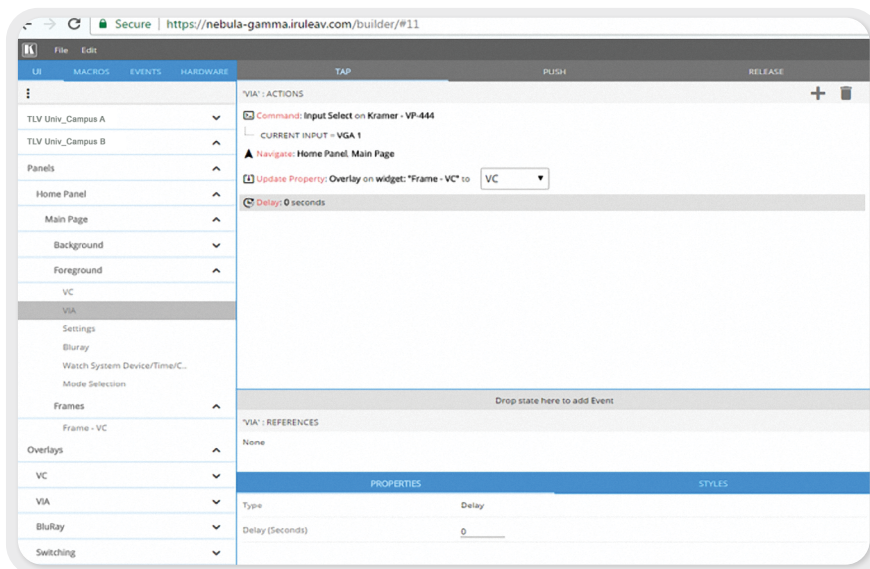 Secure | https://nebula-gamma.iruleav.com/builder/#11
K File Edit
UI MACROS EVENTS HARDWARE TAP PUSH RELEASE
'VIA' : ACTIONS
TLV Univ_Campus A
TLV Univ_Campus B
Panels
Home Panel
Main Page
Background
Foreground
VC
VIA
Settings
Bluray
Watch System Device/Time/C..
Mode Selection
Frames
Frame - VC
Overlays
VC
VIA
BluRay
Switching
Command: Input Select on Kramer - VP-444
CURRENT INPUT = VGA 1
Navigate: Home Panel, Main Page
Update Property: Overlay on widget: "Frame - VC" to VC
Delay: 0 seconds
Drop state here to add Event
'VIA' : REFERENCES
None
PROPERTIES STYLES
Type Delay
Delay (Seconds) 0